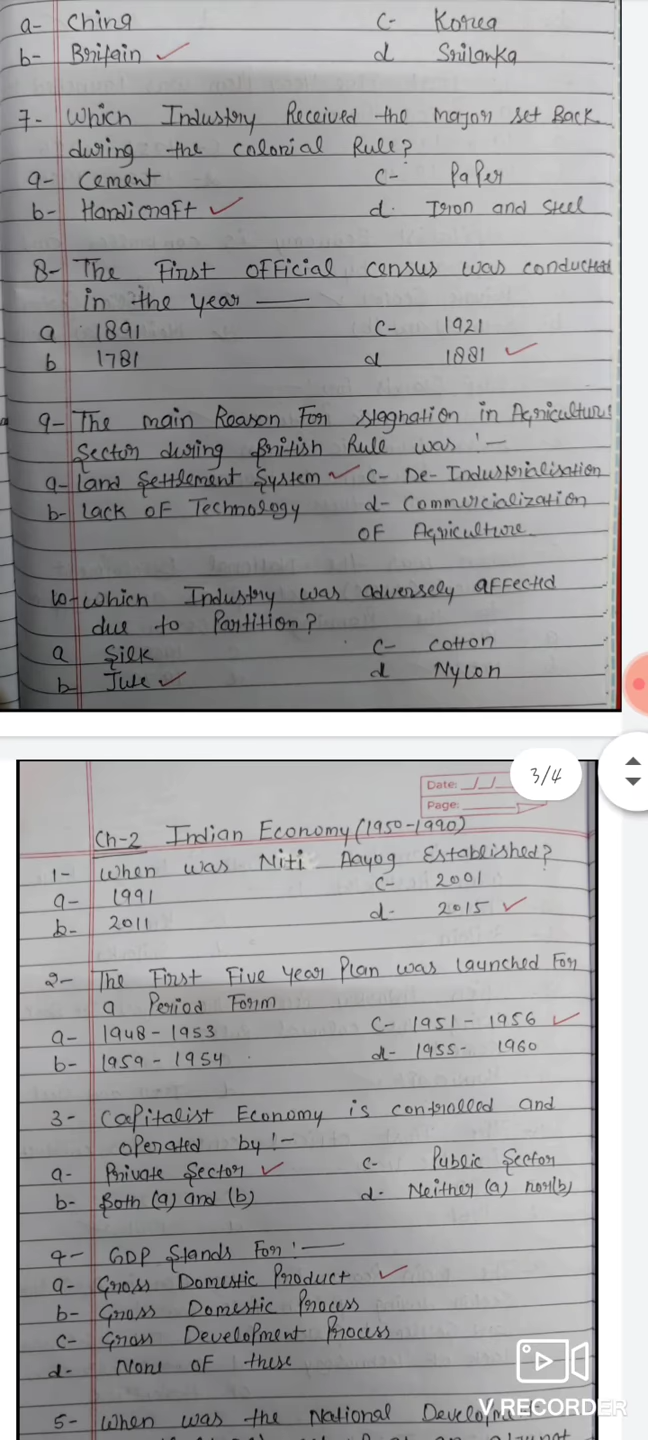 a- China c- Korea
b- Britain ✓ d Srilanka
7- Which Industry Received the major set Back
during the colonial Rule?
a- Cement c- Paper
b- Handicraft ✓ d. Iron and Steel
8- The First official census was conducted
in the year —
a 1891 c- 1921
b 1781 d 1881 ✓
9- The main Reason For stagnation in Agriculture
Sector during British Rule was :-
a- land Settlement System ✓ c- De-Industrialisation
b- Lack of Technology d- Commercialization
OF Agriculture
10- which Industry was adversely affected
due to Partition?
a Silk c- cotton
b Jute ✓ d Nylon
3/4
Date: __/__/
Page:
Ch-2 Indian Economy (1950-1990)
1- When was Niti Aayog Established?
a- 1991 c- 2001
b- 2011 d- 2015 ✓
2- The First Five year Plan was launched For
a Period Form
a- 1948-1953 c- 1951-1956 ✓
b- 1959-1954 d- 1955-1960
3- Capitalist Economy is controlled and
operated by :-
a- Private Sector ✓ c- Public Sector
b- Both (a) and (b) d- Neither (a) nor(b)
4- GDP Stands For :—
a- Gross Domestic Product ✓
b- Gross Domestic Process
c- Gross Development Process
d- None OF these
V.RECORDER
5- When was the National